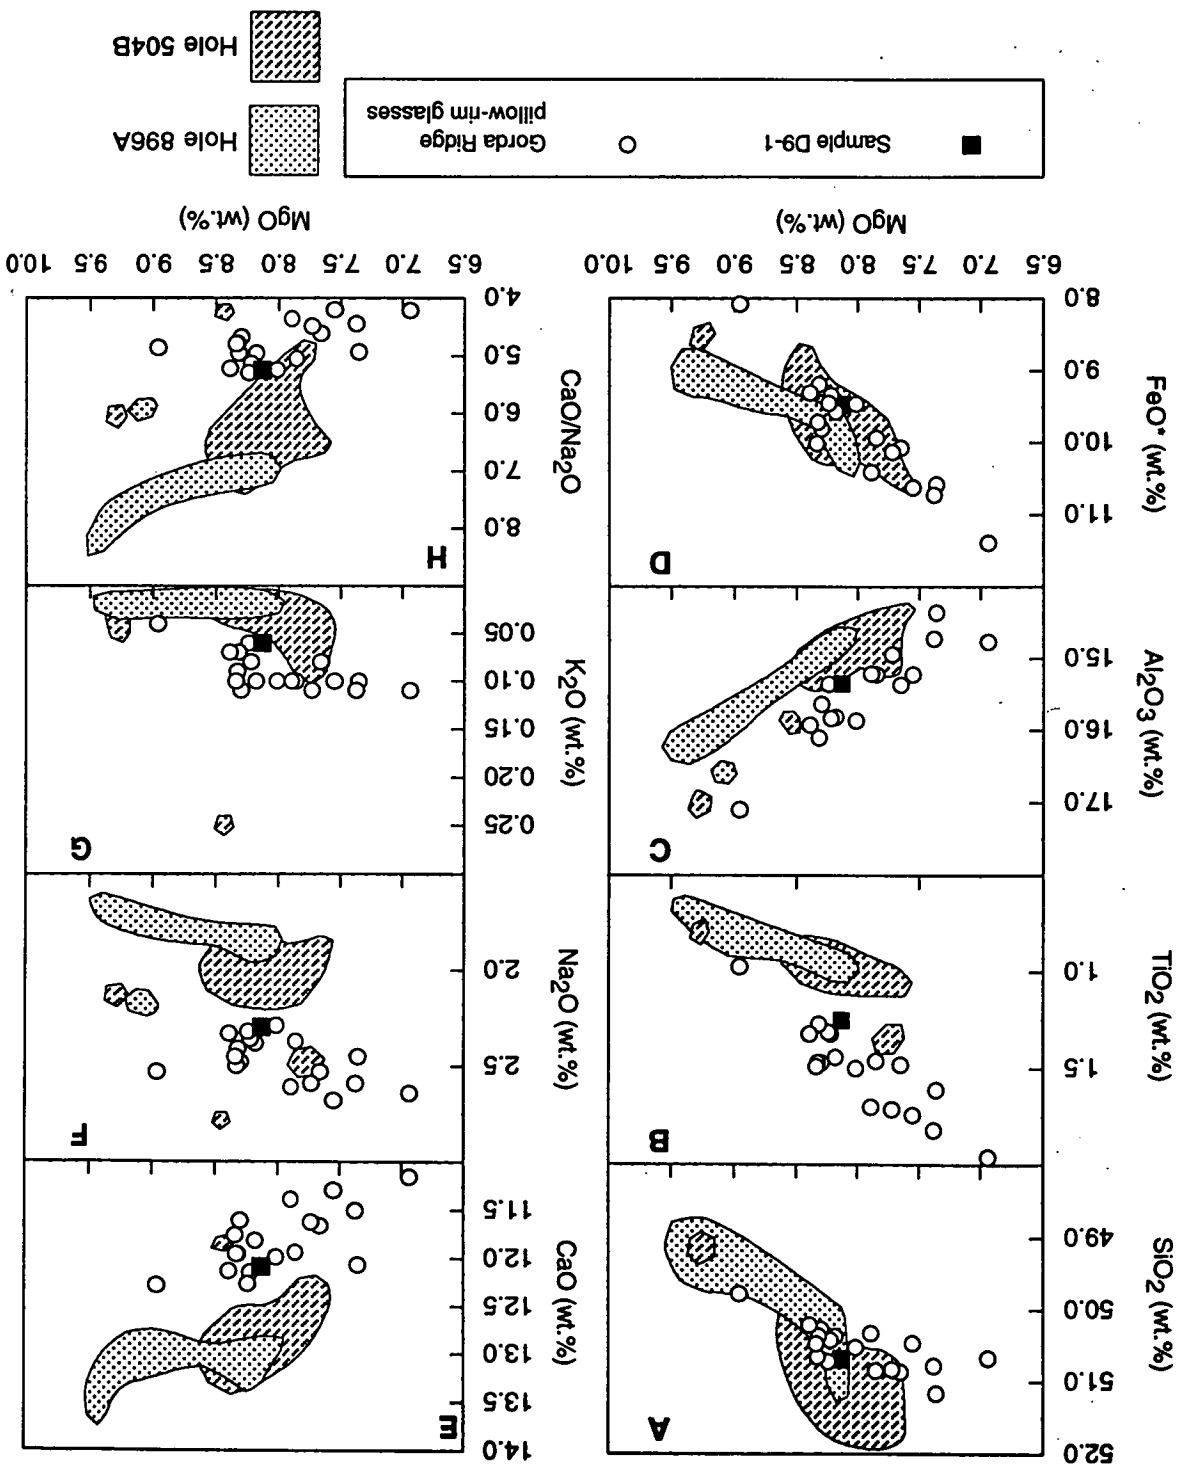 SiO₂ (wt.%)
52.0
51.0
50.0
49.0
A
TiO₂ (wt.%)
1.5
1.0
B
Al₂O₃ (wt.%)
17.0
16.0
15.0
C
FeO* (wt.%)
11.0
10.0
9.0
8.0
D
6.5 7.0 7.5 8.0 8.5 9.0 9.5 10.0
MgO (wt.%)
CaO (wt.%)
14.0
13.5
13.0
12.5
12.0
11.5
E
Na₂O (wt.%)
2.5
2.0
F
K₂O (wt.%)
0.25
0.20
0.15
0.10
0.05
G
CaO/Na₂O
8.0
7.0
6.0
5.0
4.0
H
6.5 7.0 7.5 8.0 8.5 9.0 9.5 10.0
MgO (wt.%)
Sample D9-1
Gorda Ridge
pillow-rim glasses
Hole 896A
Hole 504B